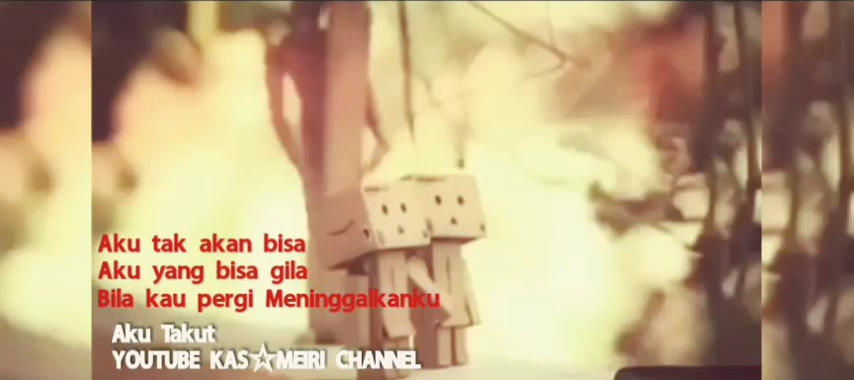 Aku tak akan bisa
Aku yang bisa gila
Bila kau pergi Meninggalkanku
Aku Takut
YOUTUBE KAS☆MEIRI CHANNEL